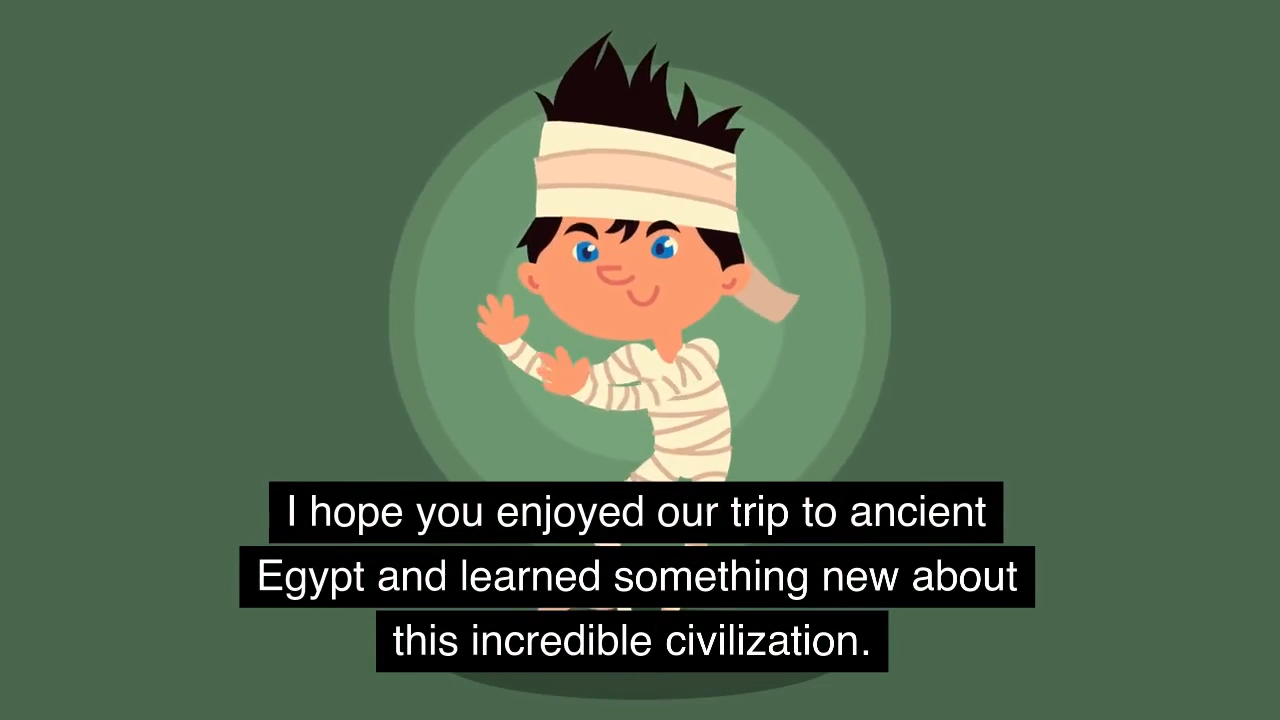 I hope you enjoyed our trip to ancient
Egypt and learned something new about
this incredible civilization.